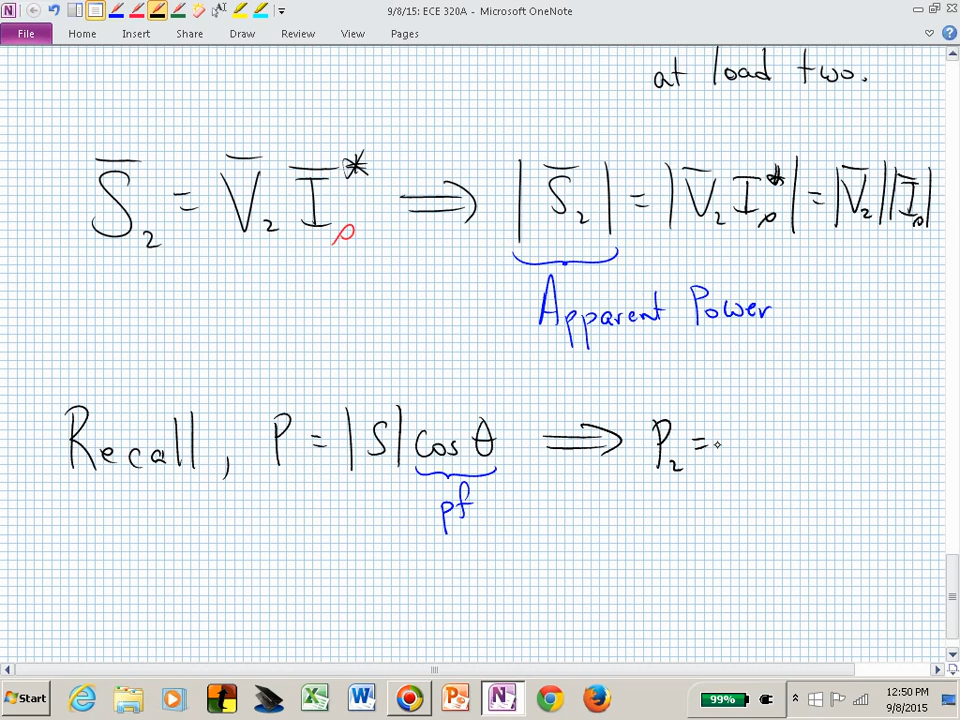 9/8/15: ECE 320A - Microsoft OneNote
File Home Insert Share Draw Review View Pages
at load two.
S̅₂ = V̅₂ I̅ₚ* ⟹ |S̅₂| = |V̅₂ Iₚ*| = |V̅₂||I̅ₚ|
Apparent Power
Recall, P = |S| cos θ ⟹ P₂ =
pf
Start
99%
12:50 PM
9/8/2015